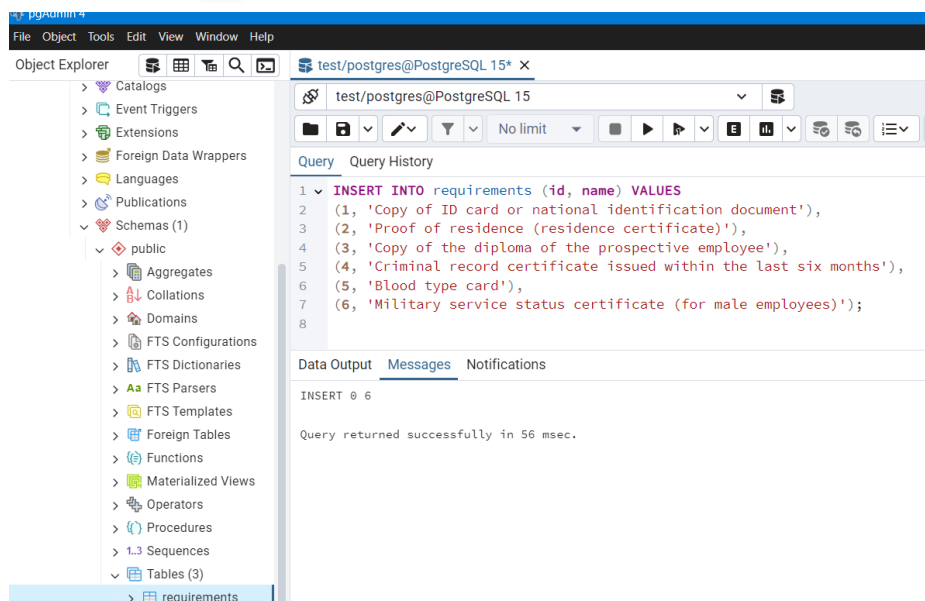 pgAdmin 4
File Object Tools Edit View Window Help
Object Explorer
test/postgres@PostgreSQL 15*
Catalogs
Event Triggers
Extensions
Foreign Data Wrappers
Languages
Publications
Schemas (1)
public
Aggregates
Collations
Domains
FTS Configurations
FTS Dictionaries
Aa FTS Parsers
FTS Templates
Foreign Tables
Functions
Materialized Views
Operators
Procedures
1..3 Sequences
Tables (3)
requirements
test/postgres@PostgreSQL 15
No limit
E
Query Query History
1 INSERT INTO requirements (id, name) VALUES
2 (1, 'Copy of ID card or national identification document'),
3 (2, 'Proof of residence (residence certificate)'),
4 (3, 'Copy of the diploma of the prospective employee'),
5 (4, 'Criminal record certificate issued within the last six months'),
6 (5, 'Blood type card'),
7 (6, 'Military service status certificate (for male employees)');
8
Data Output Messages Notifications
INSERT 0 6
Query returned successfully in 56 msec.